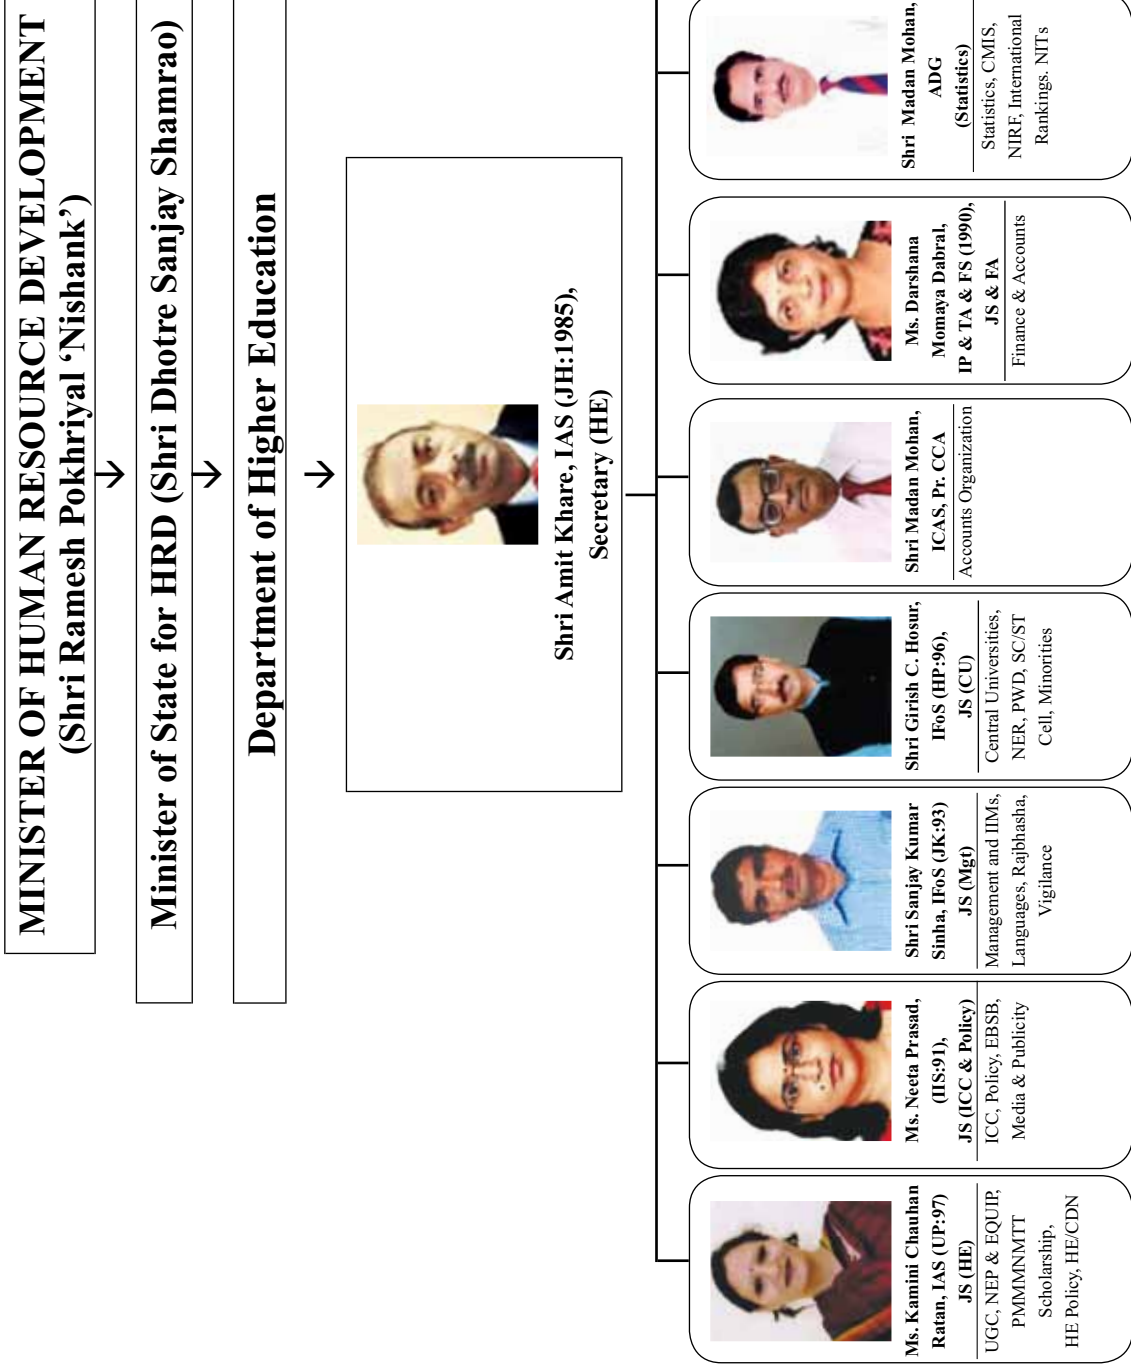 MINISTER OF HUMAN RESOURCE DEVELOPMENT
(Shri Ramesh Pokhriyal ‘Nishank’)
Minister of State for HRD (Shri Dhotre Sanjay Shamrao)
Department of Higher Education
Shri Amit Khare, IAS (JH:1985),
Secretary (HE)
Ms. Kamini Chauhan
Ratan, IAS (UP:97)
JS (HE)
UGC, NEP & EQUIP,
PMMMNMTT
Scholarship,
HE Policy, HE/CDN
Ms. Neeta Prasad,
(IIS:91),
JS (ICC & Policy)
ICC, Policy, EBSB,
Media & Publicity
Shri Sanjay Kumar
Sinha, IFoS (JK:93)
JS (Mgt)
Management and IIMs,
Languages, Rajbhasha,
Vigilance
Shri Girish C. Hosur,
IFoS (HP:96),
JS (CU)
Central Universities,
NER, PWD, SC/ST
Cell, Minorities
Shri Madan Mohan,
ICAS, Pr. CCA
Accounts Organization
Ms. Darshana
Momaya Dabral,
IP & TA & FS (1990),
JS & FA
Finance & Accounts
Shri Madan Mohan,
ADG
(Statistics)
Statistics, CMIS,
NIRF, International
Rankings. NITs